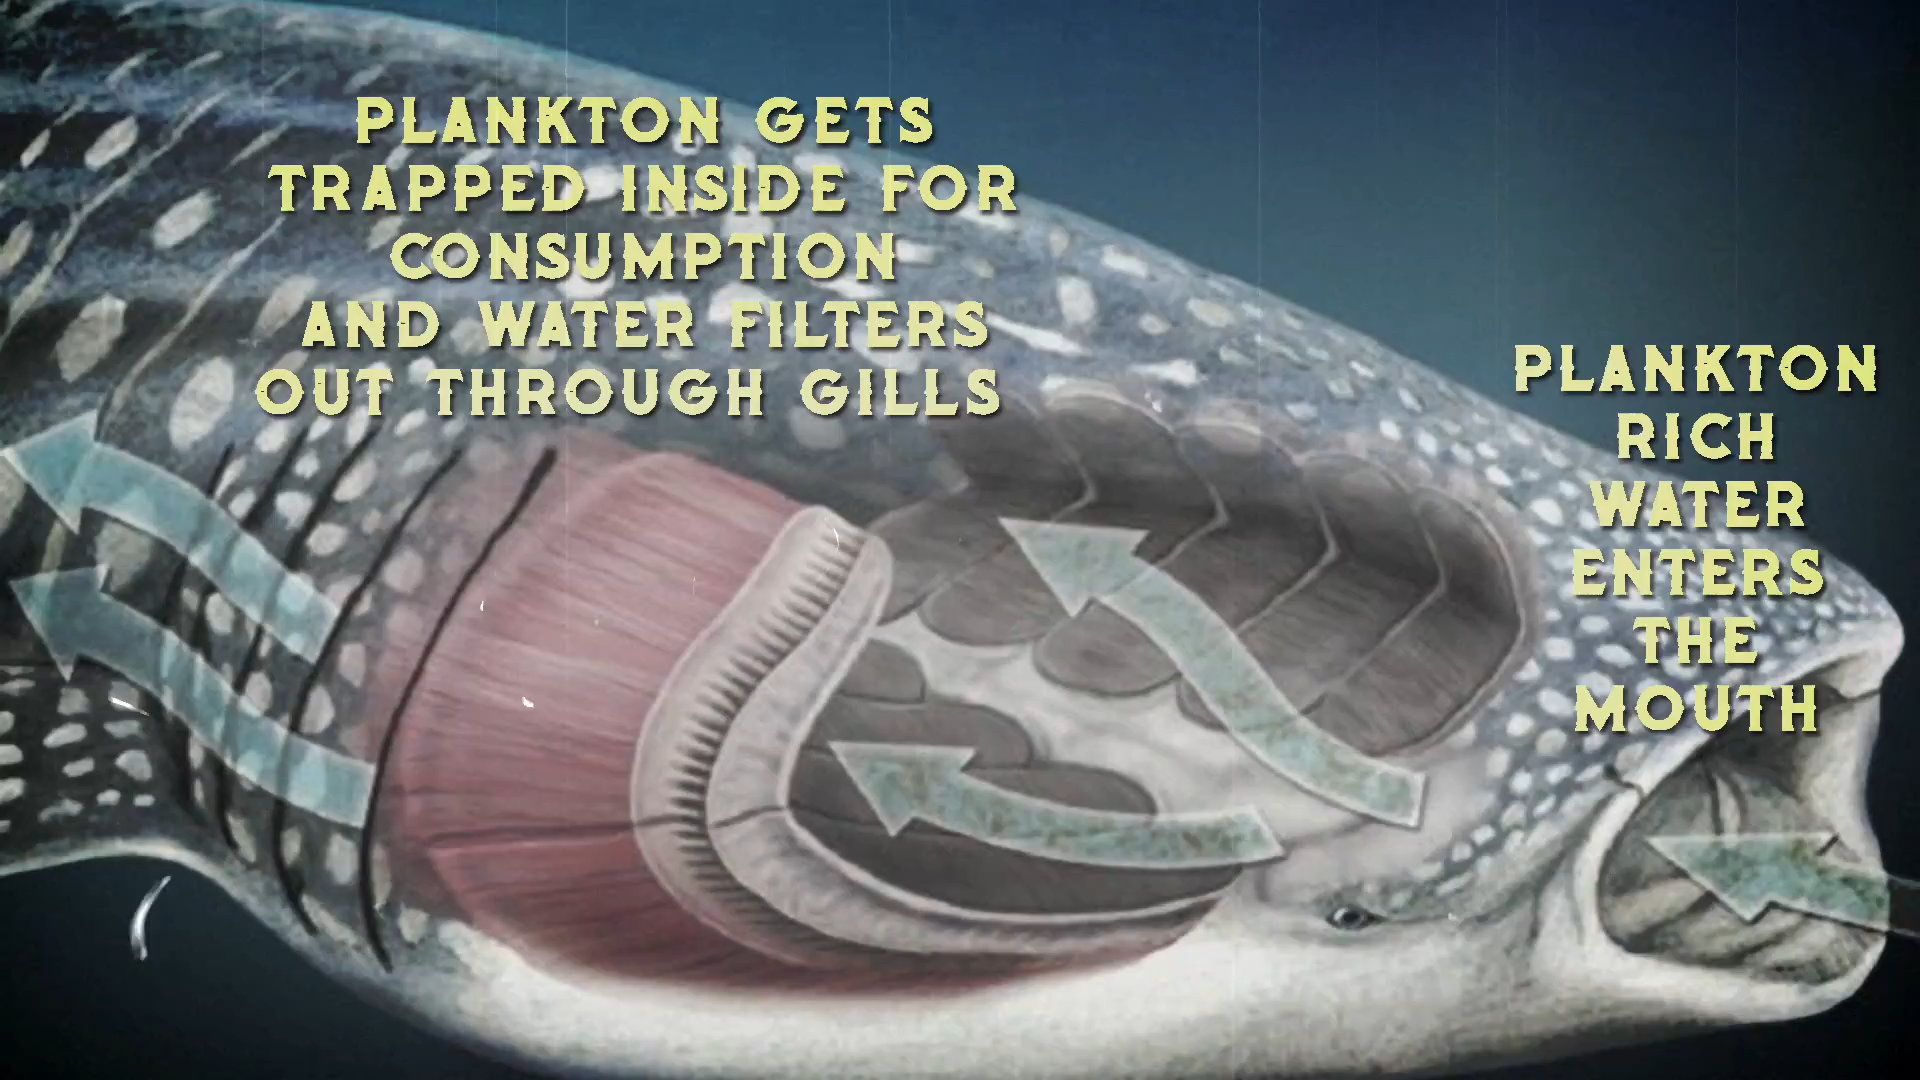 PLANKTON GETS
TRAPPED INSIDE FOR
CONSUMPTION
AND WATER FILTERS
OUT THROUGH GILLS
PLANKTON
RICH
WATER
ENTERS
THE
MOUTH